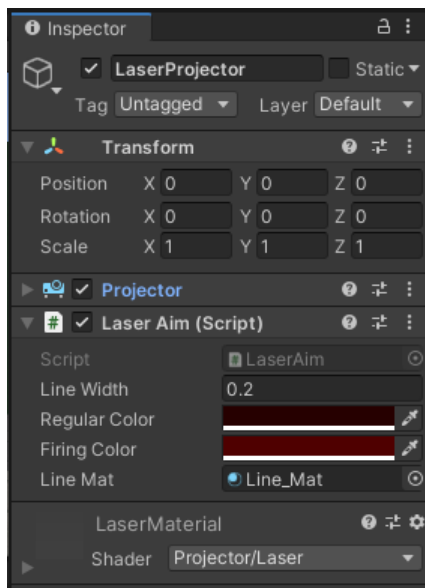 Inspector
LaserProjector Static
Tag Untagged Layer Default
Transform
Position X 0 Y 0 Z 0
Rotation X 0 Y 0 Z 0
Scale X 1 Y 1 Z 1
Projector
# Laser Aim (Script)
Script # LaserAim
Line Width 0.2
Regular Color
Firing Color
Line Mat Line_Mat
LaserMaterial
Shader Projector/Laser